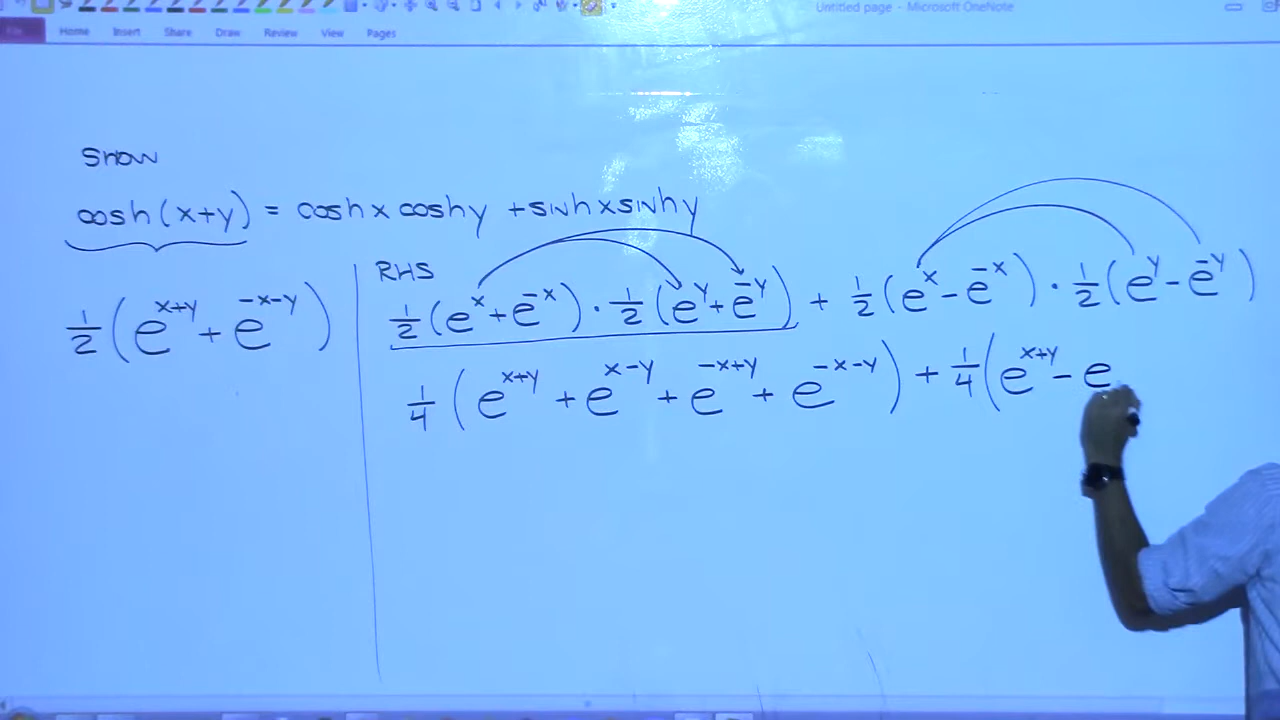 Untitled page - Microsoft OneNote
File Home Insert Share Draw Review View Pages
SHOW
cosh(x+y) = cosh x cosh y + sinh x sinh y
RHS
½(e^{x+y} + e^{-x-y}) ½(e^x + e^{-x}) · ½(e^y + e^{-y}) + ½(e^x - e^{-x}) · ½(e^y - e^{-y})
¼(e^{x+y} + e^{x-y} + e^{-x+y} + e^{-x-y}) + ¼(e^{x+y} - e